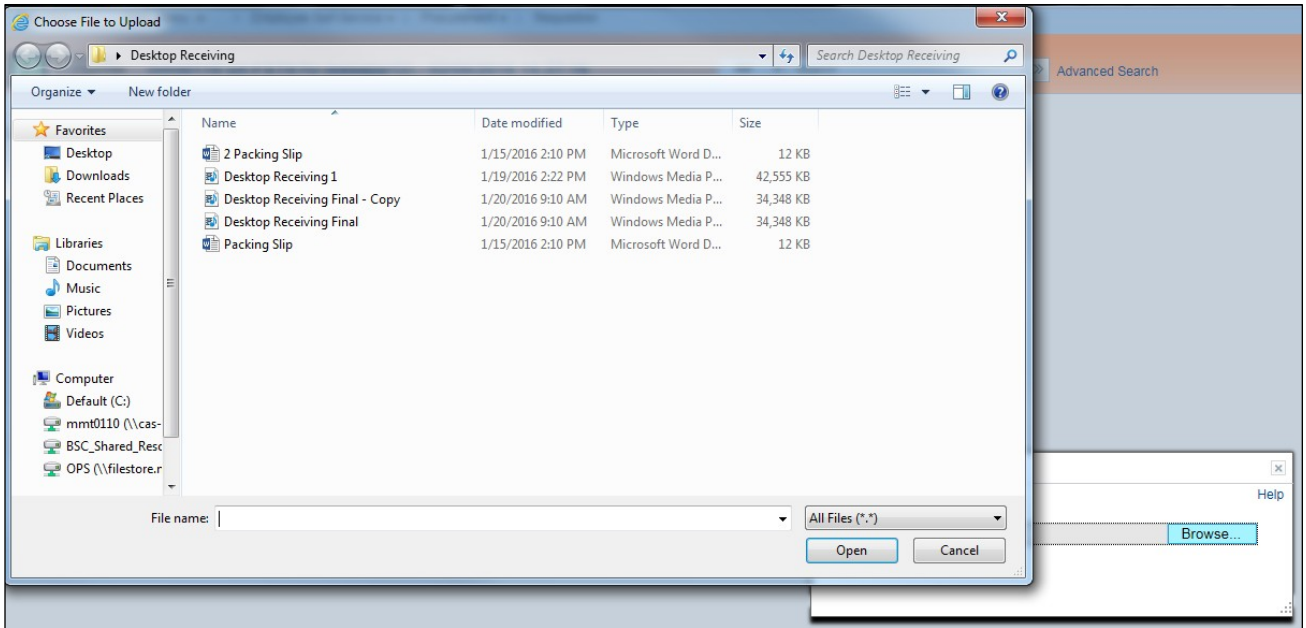 Choose File to Upload
Desktop Receiving
Search Desktop Receiving
Advanced Search
Organize
New folder
Name Date modified Type Size
Favorites
Desktop
Downloads
Recent Places
Libraries
Documents
Music
Pictures
Videos
Computer
Default (C:)
mmt0110 (\\cas-
BSC_Shared_Resc
OPS (\\filestore.r
2 Packing Slip 1/15/2016 2:10 PM Microsoft Word D... 12 KB
Desktop Receiving 1 1/19/2016 2:22 PM Windows Media P... 42,555 KB
Desktop Receiving Final - Copy 1/20/2016 9:10 AM Windows Media P... 34,348 KB
Desktop Receiving Final 1/20/2016 9:10 AM Windows Media P... 34,348 KB
Packing Slip 1/15/2016 2:10 PM Microsoft Word D... 12 KB
File name:
All Files (*.*)
Open Cancel
Help
Browse...